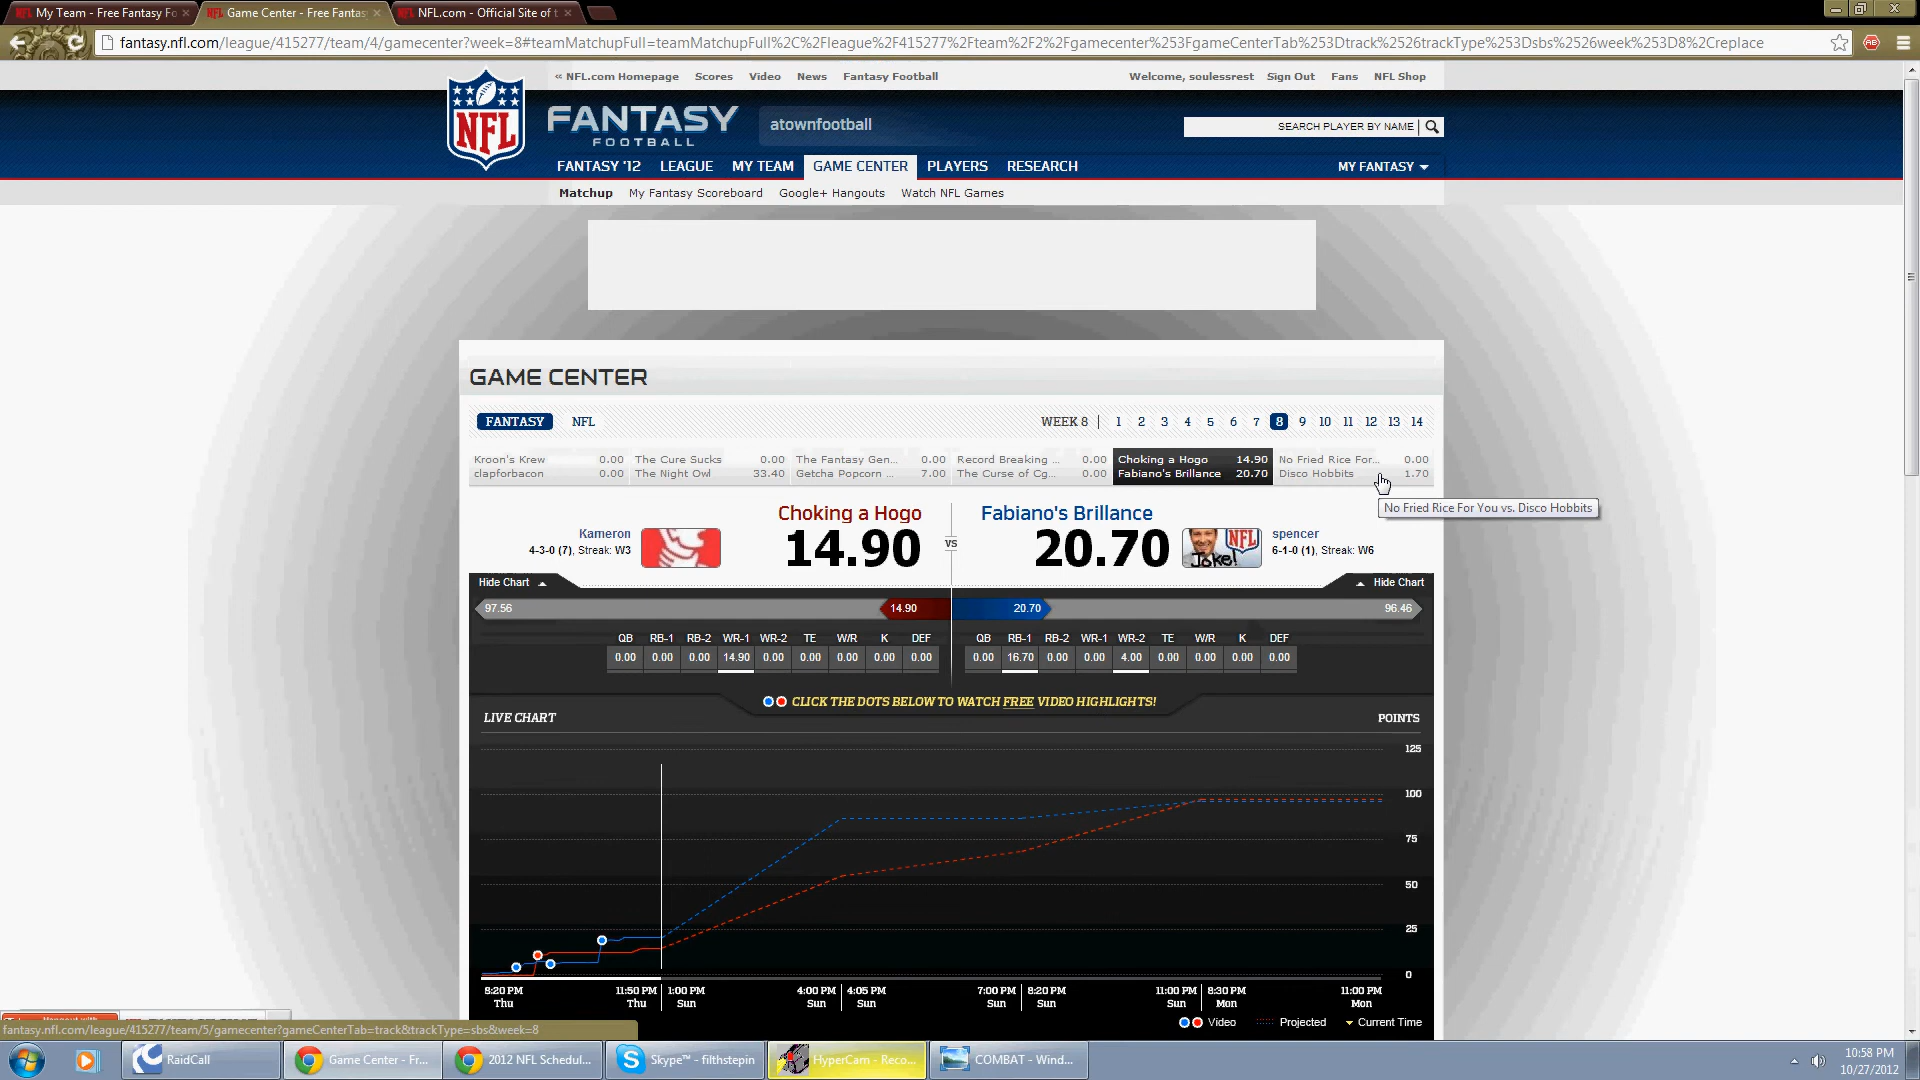 My Team - Free Fantasy Fo
Game Center - Free Fantas
NFL.com - Official Site of t
fantasy.nfl.com/league/415277/team/4/gamecenter?week=8#teamMatchupFull=teamMatchupFull%2C%2Fleague%2F415277%2Fteam%2F2%2Fgamecenter%253FgameCenterTab%253Dtrack%2526trackType%253Dsbs%2526week%253D8%2Creplace
« NFL.com Homepage Scores Video News Fantasy Football
Welcome, soulessrest Sign Out Fans NFL Shop
NFL
FANTASY
FOOTBALL
atownfootball
SEARCH PLAYER BY NAME
FANTASY '12 LEAGUE MY TEAM GAME CENTER PLAYERS RESEARCH
MY FANTASY
Matchup My Fantasy Scoreboard Google+ Hangouts Watch NFL Games
GAME CENTER
FANTASY NFL
WEEK 8 | 1 2 3 4 5 6 7 8 9 10 11 12 13 14
Kroon's Krew 0.00 The Cure Sucks 0.00 The Fantasy Gen... 0.00 Record Breaking ... 0.00 Choking a Hogo 14.90 No Fried Rice For... 0.00
clapforbacon 0.00 The Night Owl 33.40 Getcha Popcorn ... 7.00 The Curse of Cg... 0.00 Fabiano's Brillance 20.70 Disco Hobbits 1.70
No Fried Rice For You vs. Disco Hobbits
Kameron
4-3-0 (7), Streak: W3
Choking a Hogo
14.90
VS
Fabiano's Brillance
20.70
NFL
Joke!
spencer
6-1-0 (1), Streak: W6
Hide Chart Hide Chart
97.56 14.90 20.70 96.46
QB RB-1 RB-2 WR-1 WR-2 TE W/R K DEF QB RB-1 RB-2 WR-1 WR-2 TE W/R K DEF
0.00 0.00 0.00 14.90 0.00 0.00 0.00 0.00 0.00 0.00 16.70 0.00 0.00 4.00 0.00 0.00 0.00 0.00
CLICK THE DOTS BELOW TO WATCH FREE VIDEO HIGHLIGHTS!
LIVE CHART POINTS
125
100
75
50
25
0
8:20 PM 11:50 PM 1:00 PM 4:00 PM 4:05 PM 7:00 PM 8:20 PM 11:00 PM 8:30 PM 11:00 PM
Thu Thu Sun Sun Sun Sun Sun Sun Mon Mon
Video Projected Current Time
fantasy.nfl.com/league/415277/team/5/gamecenter?gameCenterTab=track&trackType=sbs&week=8
RaidCall
Game Center - Fr...
2012 NFL Schedul...
Skype™ - filthstepin
HyperCam - Reco...
COMBAT - Wind...
10:58 PM
10/27/2012